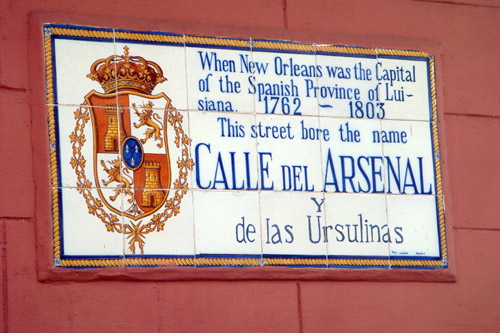 When New Orleans was the Capital
of the Spanish Province of Lui-
siana. 1762 ~ 1803
This street bore the name
CALLE DEL ARSENAL
Y
de las Ursulinas